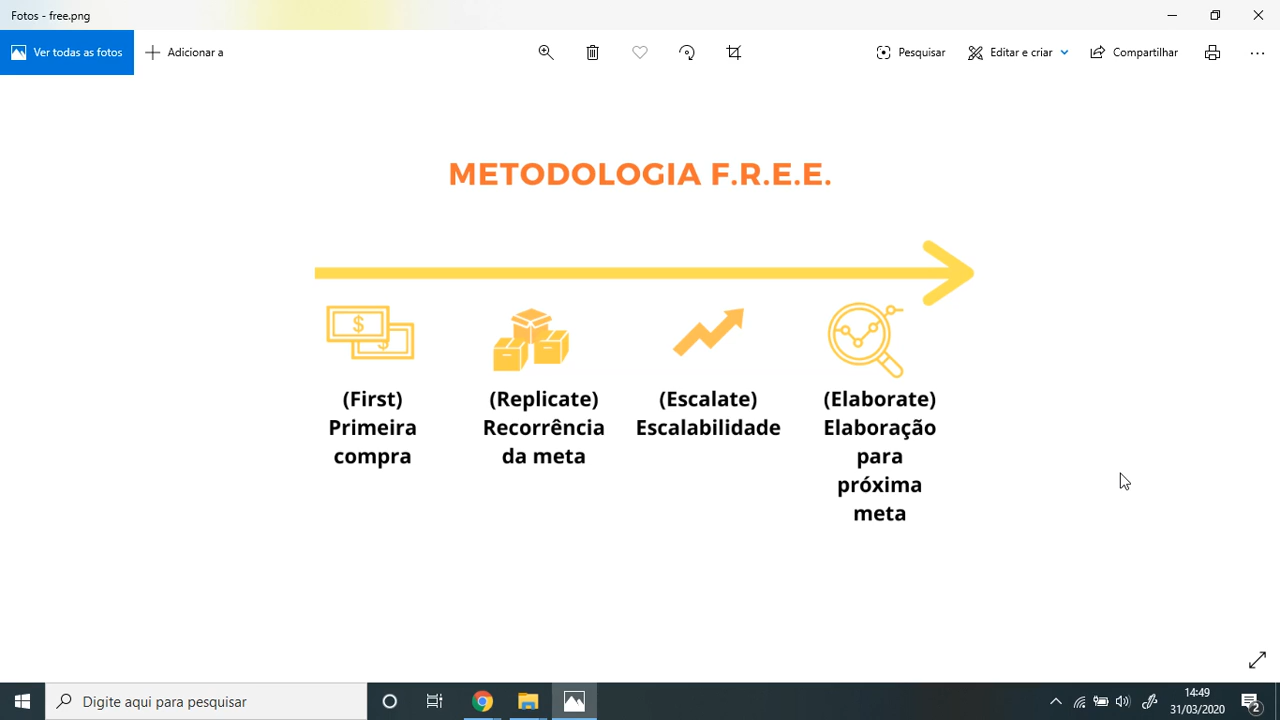 Fotos - free.png
Ver todas as fotos
Adicionar a
Pesquisar
Editar e criar
Compartilhar
METODOLOGIA F.R.E.E.
$
$
(First)
Primeira
compra
(Replicate)
Recorrência
da meta
(Escalate)
Escalabilidade
(Elaborate)
Elaboração
para
próxima
meta
Digite aqui para pesquisar
14:49
31/03/2020
2